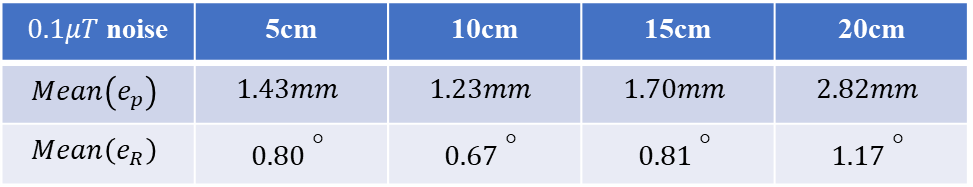 0.1μT noise 5cm 10cm 15cm 20cm
Mean(e_p) 1.43mm 1.23mm 1.70mm 2.82mm
Mean(e_R) 0.80° 0.67° 0.81° 1.17°